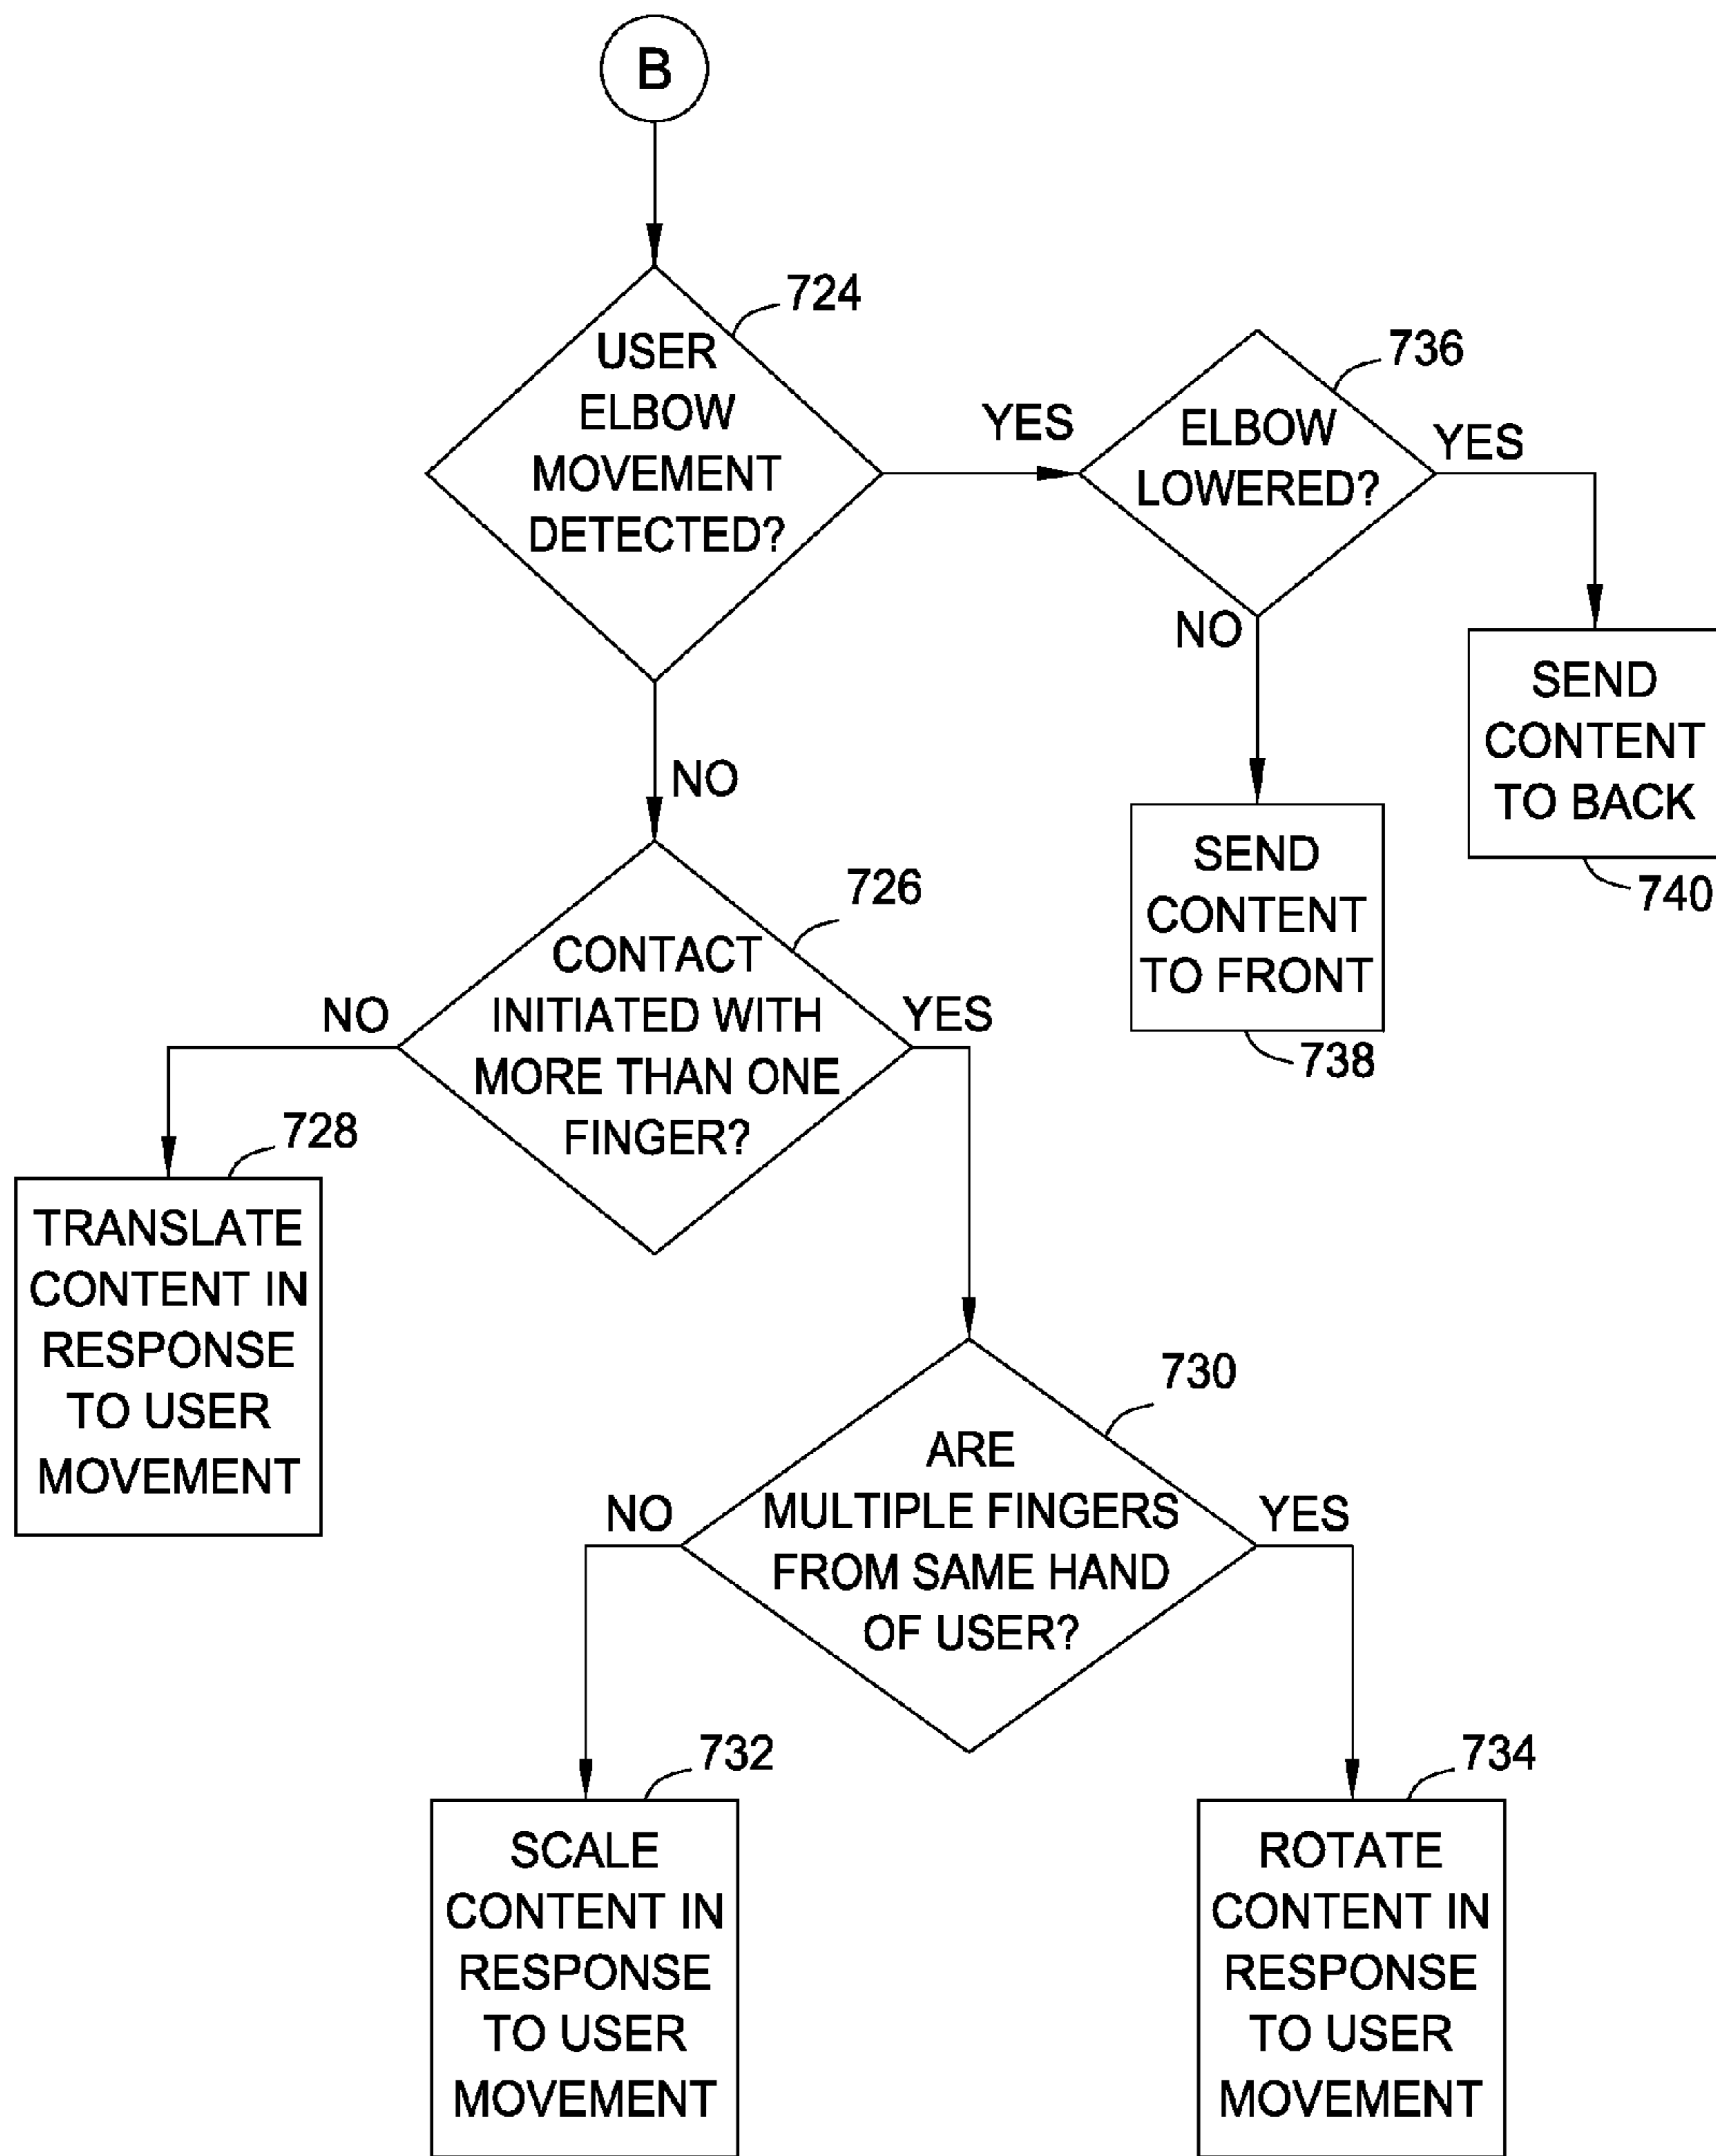 B
724
USER
ELBOW
MOVEMENT
DETECTED?
YES
736
ELBOW
LOWERED?
YES
NO
SEND
CONTENT
TO BACK
740
SEND
CONTENT
TO FRONT
738
NO
726
CONTACT
INITIATED WITH
MORE THAN ONE
FINGER?
NO
YES
728
TRANSLATE
CONTENT IN
RESPONSE
TO USER
MOVEMENT
730
ARE
MULTIPLE FINGERS
FROM SAME HAND
OF USER?
NO
YES
732
SCALE
CONTENT IN
RESPONSE
TO USER
MOVEMENT
734
ROTATE
CONTENT IN
RESPONSE
TO USER
MOVEMENT